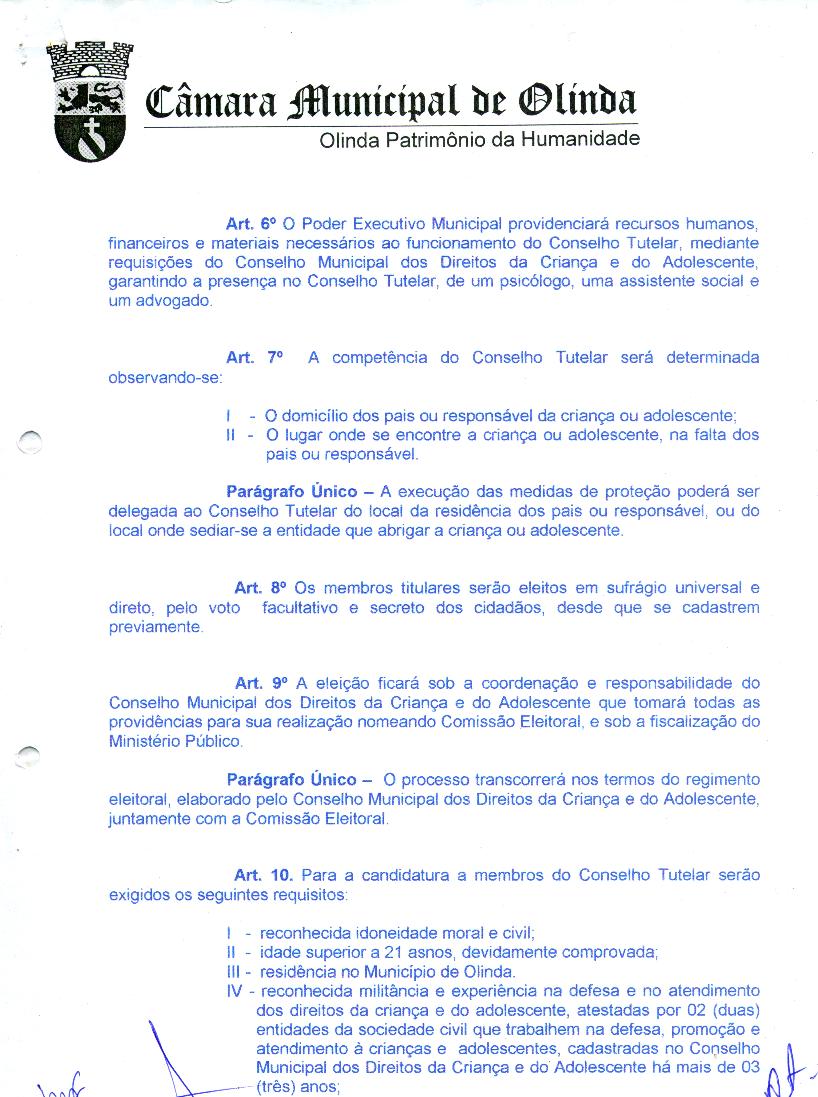 Câmara Municipal de Olinda
Olinda Patrimônio da Humanidade
Art. 6º O Poder Executivo Municipal providenciará recursos humanos,
financeiros e materiais necessários ao funcionamento do Conselho Tutelar, mediante
requisições do Conselho Municipal dos Direitos da Criança e do Adolescente,
garantindo a presença no Conselho Tutelar, de um psicólogo, uma assistente social e
um advogado.
Art. 7º A competência do Conselho Tutelar será determinada
observando-se:
I - O domicílio dos pais ou responsável da criança ou adolescente;
II - O lugar onde se encontre a criança ou adolescente, na falta dos
pais ou responsável.
Parágrafo Único – A execução das medidas de proteção poderá ser
delegada ao Conselho Tutelar do local da residência dos pais ou responsável, ou do
local onde sediar-se a entidade que abrigar a criança ou adolescente.
Art. 8º Os membros titulares serão eleitos em sufrágio universal e
direto, pelo voto facultativo e secreto dos cidadãos, desde que se cadastrem
previamente.
Art. 9º A eleição ficará sob a coordenação e responsabilidade do
Conselho Municipal dos Direitos da Criança e do Adolescente que tomará todas as
providências para sua realização nomeando Comissão Eleitoral, e sob a fiscalização do
Ministério Público.
Parágrafo Único – O processo transcorrerá nos termos do regimento
eleitoral, elaborado pelo Conselho Municipal dos Direitos da Criança e do Adolescente,
juntamente com a Comissão Eleitoral.
Art. 10. Para a candidatura a membros do Conselho Tutelar serão
exigidos os seguintes requisitos:
I - reconhecida idoneidade moral e civil;
II - idade superior a 21 asnos, devidamente comprovada;
III - residência no Município de Olinda.
IV - reconhecida militância e experiência na defesa e no atendimento
dos direitos da criança e do adolescente, atestadas por 02 (duas)
entidades da sociedade civil que trabalhem na defesa, promoção e
atendimento à crianças e adolescentes, cadastradas no Conselho
Municipal dos Direitos da Criança e do Adolescente há mais de 03
(três) anos;